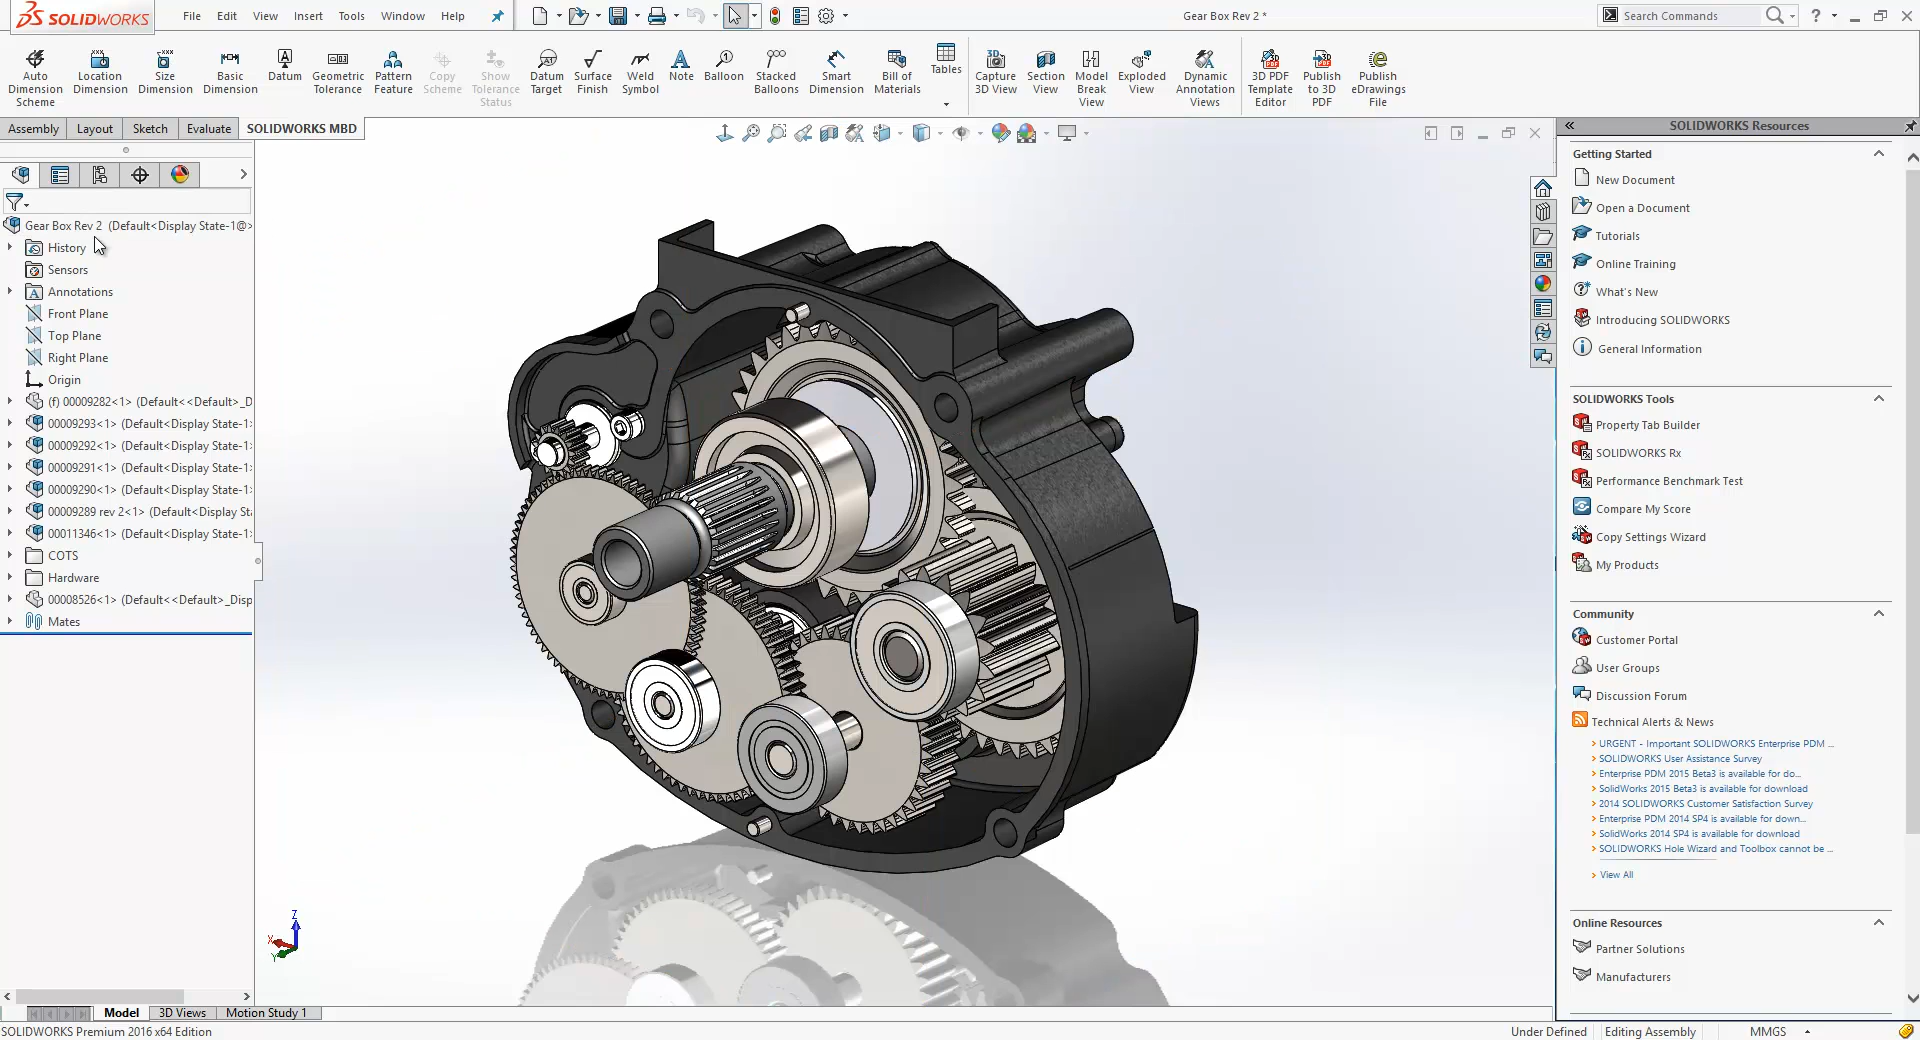 SOLIDWORKS
File Edit View Insert Tools Window Help
Gear Box Rev 2 *
Search Commands
?
Auto Dimension Scheme
Location Dimension
Size Dimension
Basic Dimension
Datum
Geometric Tolerance
Pattern Feature
Copy Scheme
Show Tolerance Status
Datum Target
Surface Finish
Weld Symbol
Note
Balloon
Stacked Balloons
Smart Dimension
Bill of Materials
Tables
Capture 3D View
Section View
Model Break View
Exploded View
Dynamic Annotation Views
3D PDF Template Editor
Publish to 3D PDF
Publish eDrawings File
Assembly Layout Sketch Evaluate SOLIDWORKS MBD
Gear Box Rev 2 (Default<Display State-1@>
History
Sensors
Annotations
Front Plane
Top Plane
Right Plane
Origin
(f) 00009282<1> (Default<<Default>_D
00009293<1> (Default<Display State-1>
00009292<1> (Default<Display State-1>
00009291<1> (Default<Display State-1>
00009290<1> (Default<Display State-1>
00009289 rev 2<1> (Default<Display Sta
00011346<1> (Default<Display State-1>
COTS
Hardware
00008526<1> (Default<<Default>_Disp
Mates
Z
X
Y
Model 3D Views Motion Study 1
SOLIDWORKS Premium 2016 x64 Edition
SOLIDWORKS Resources
Getting Started
New Document
Open a Document
Tutorials
Online Training
What's New
Introducing SOLIDWORKS
General Information
SOLIDWORKS Tools
Property Tab Builder
SOLIDWORKS Rx
Performance Benchmark Test
Compare My Score
Copy Settings Wizard
My Products
Community
Customer Portal
User Groups
Discussion Forum
Technical Alerts & News
URGENT - Important SOLIDWORKS Enterprise PDM ...
SOLIDWORKS User Assistance Survey
Enterprise PDM 2015 Beta3 is available for do...
SolidWorks 2015 Beta3 is available for download
2014 SOLIDWORKS Customer Satisfaction Survey
Enterprise PDM 2014 SP4 is available for down...
SolidWorks 2014 SP4 is available for download
SOLIDWORKS Hole Wizard and Toolbox cannot be ...
View All
Online Resources
Partner Solutions
Manufacturers
Under Defined Editing Assembly MMGS